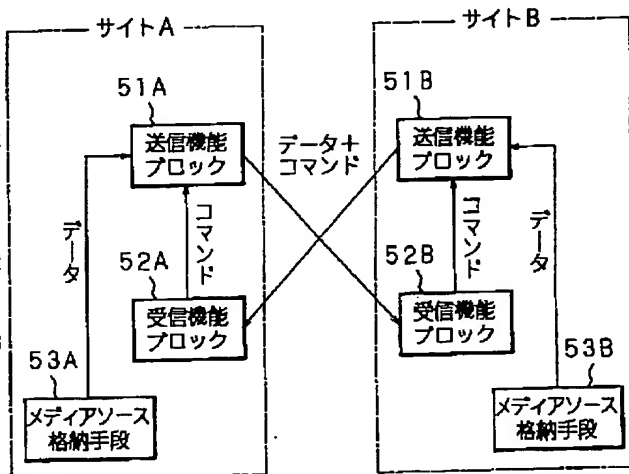 サイトA
サイトB
51A
51B
送信機能
ブロック
データ+
コマンド
送信機能
ブロック
データ
コマンド
コマンド
データ
52A
52B
受信機能
ブロック
受信機能
ブロック
53A
53B
メディアソース
格納手段
メディアソース
格納手段